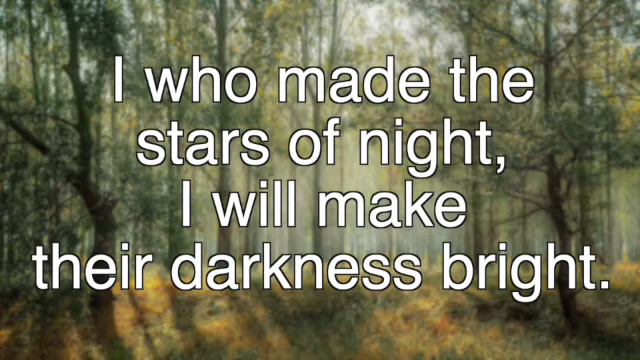 I who made the
stars of night,
I will make
their darkness bright.